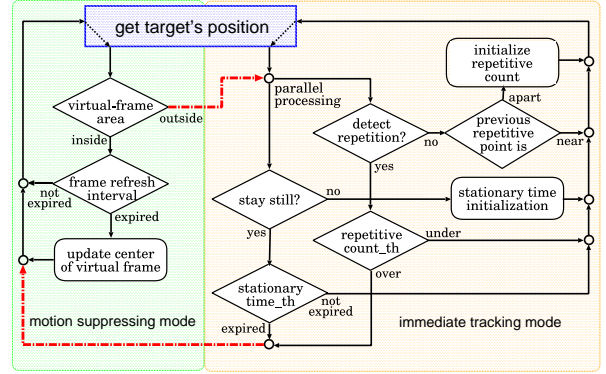 get target's position
initialize
repetitive
count
virtual-frame
area
outside
parallel
processing
apart
detect
repetition?
no
previous
repetitive
point is
near
inside
yes
frame refresh
interval
not
expired
expired
stay still?
no
stationary time
initialization
yes
repetitive
count_th
under
over
update center
of virtual frame
stationary
time_th
not
expired
expired
motion suppressing mode
immediate tracking mode